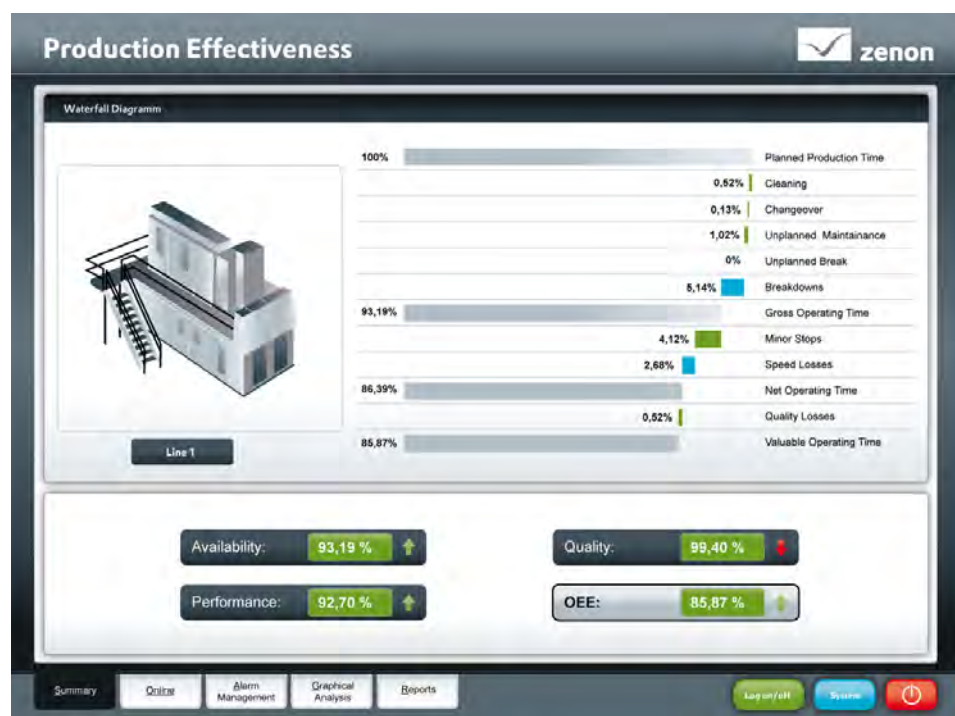 Production Effectiveness
zenon
Waterfall Diagramm
100% Planned Production Time
0,52% Cleaning
0,13% Changeover
1,02% Unplanned Maintainance
0% Unplanned Break
5,14% Breakdowns
93,19% Gross Operating Time
4,12% Minor Stops
2,68% Speed Losses
86,39% Net Operating Time
0,52% Quality Losses
85,87% Valuable Operating Time
Line 1
Availability: 93,19 %
Quality: 99,40 %
Performance: 92,70 %
OEE: 85,87 %
Summary
Online
Alarm
Management
Graphical
Analysis
Reports
Log on/off
System